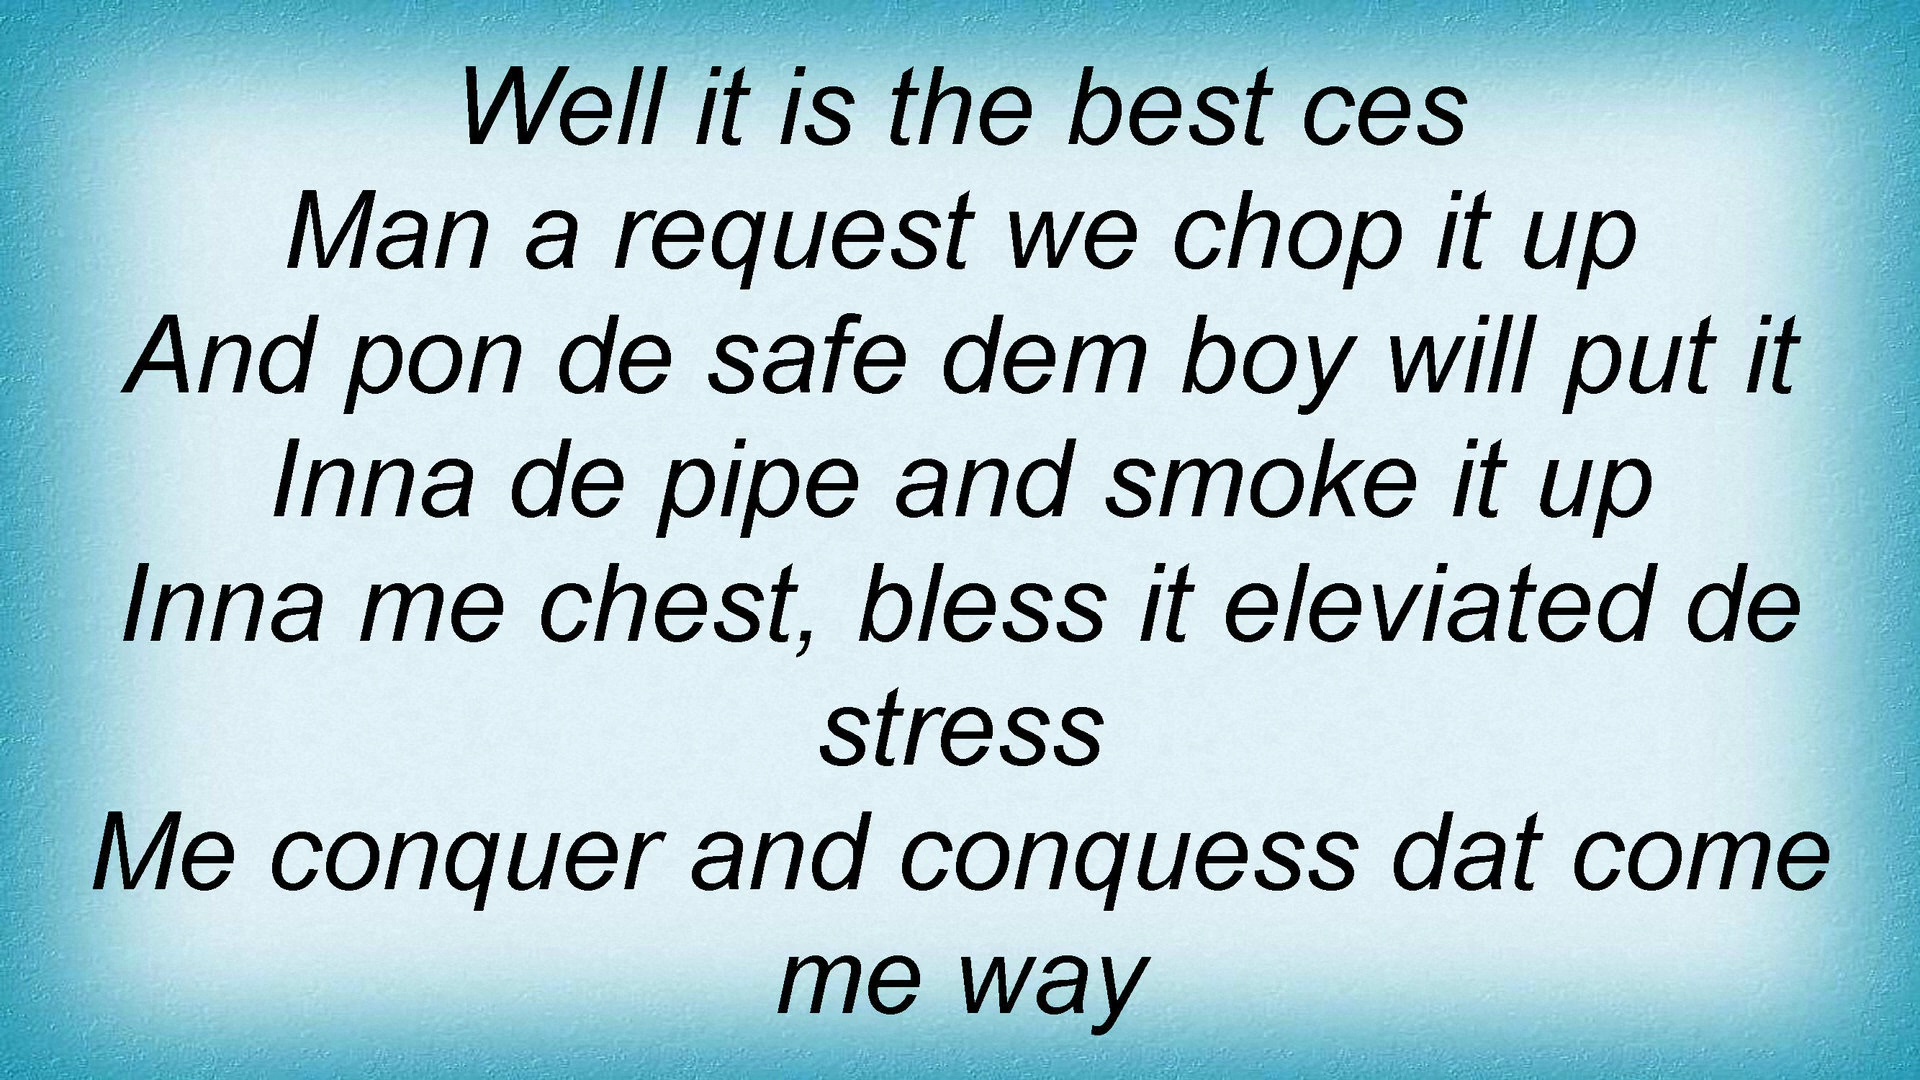 Well it is the best ces
Man a request we chop it up
And pon de safe dem boy will put it
Inna de pipe and smoke it up
Inna me chest, bless it eleviated de
stress
Me conquer and conquess dat come
me way